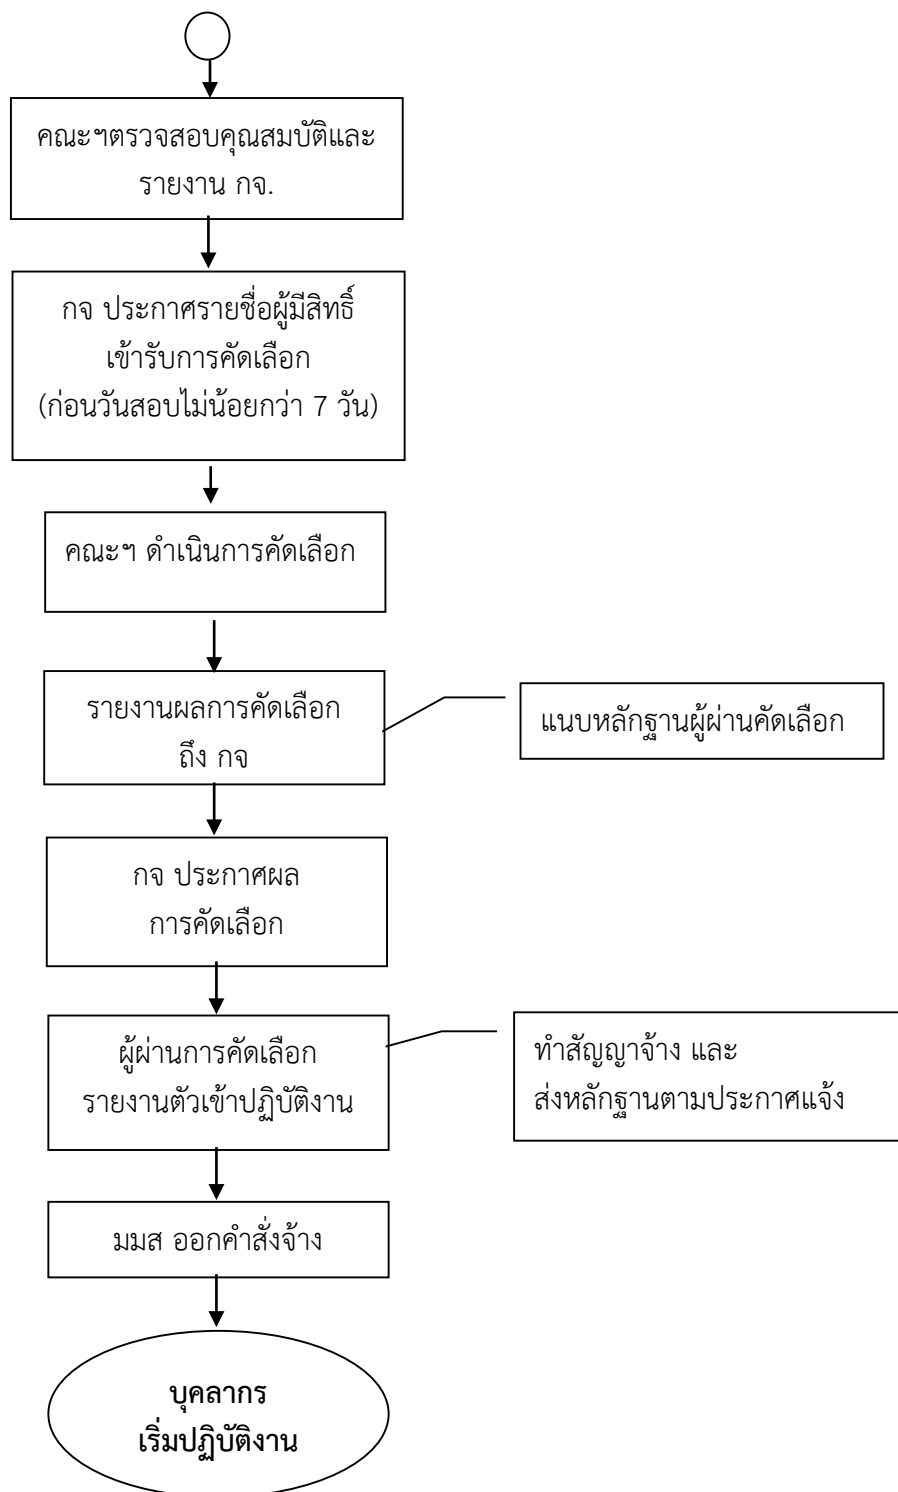 คณะฯตรวจสอบคุณสมบัติและ
รายงาน กจ.
กจ ประกาศรายชื่อผู้มีสิทธิ์
เข้ารับการคัดเลือก
(ก่อนวันสอบไม่น้อยกว่า 7 วัน)
คณะฯ ดำเนินการคัดเลือก
รายงานผลการคัดเลือก
ถึง กจ
แนบหลักฐานผู้ผ่านคัดเลือก
กจ ประกาศผล
การคัดเลือก
ผู้ผ่านการคัดเลือก
รายงานตัวเข้าปฏิบัติงาน
ทำสัญญาจ้าง และ
ส่งหลักฐานตามประกาศแจ้ง
มมส ออกคำสั่งจ้าง
บุคลากร
เริ่มปฏิบัติงาน